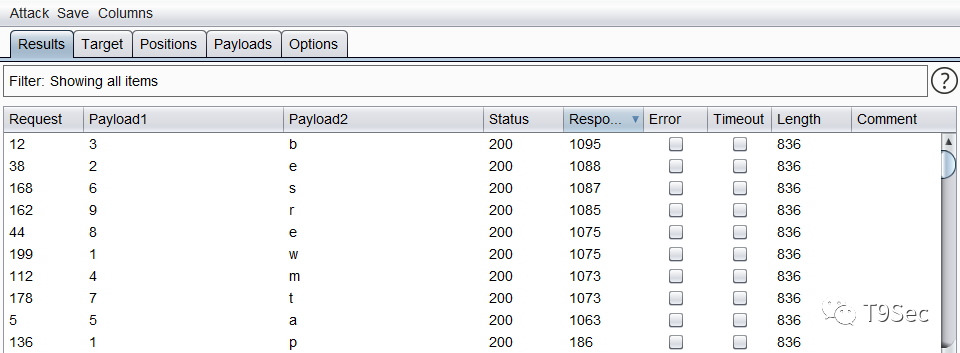 Attack Save Columns
Results Target Positions Payloads Options
Filter: Showing all items ?
Request Payload1 Payload2 Status Respo... Error Timeout Length Comment
12 3 b 200 1095 836
38 2 e 200 1088 836
168 6 s 200 1087 836
162 9 r 200 1085 836
44 8 e 200 1075 836
199 1 w 200 1075 836
112 4 m 200 1073 836
178 7 t 200 1073 836
5 5 a 200 1063 836
136 1 p 200 186 836
T9Sec